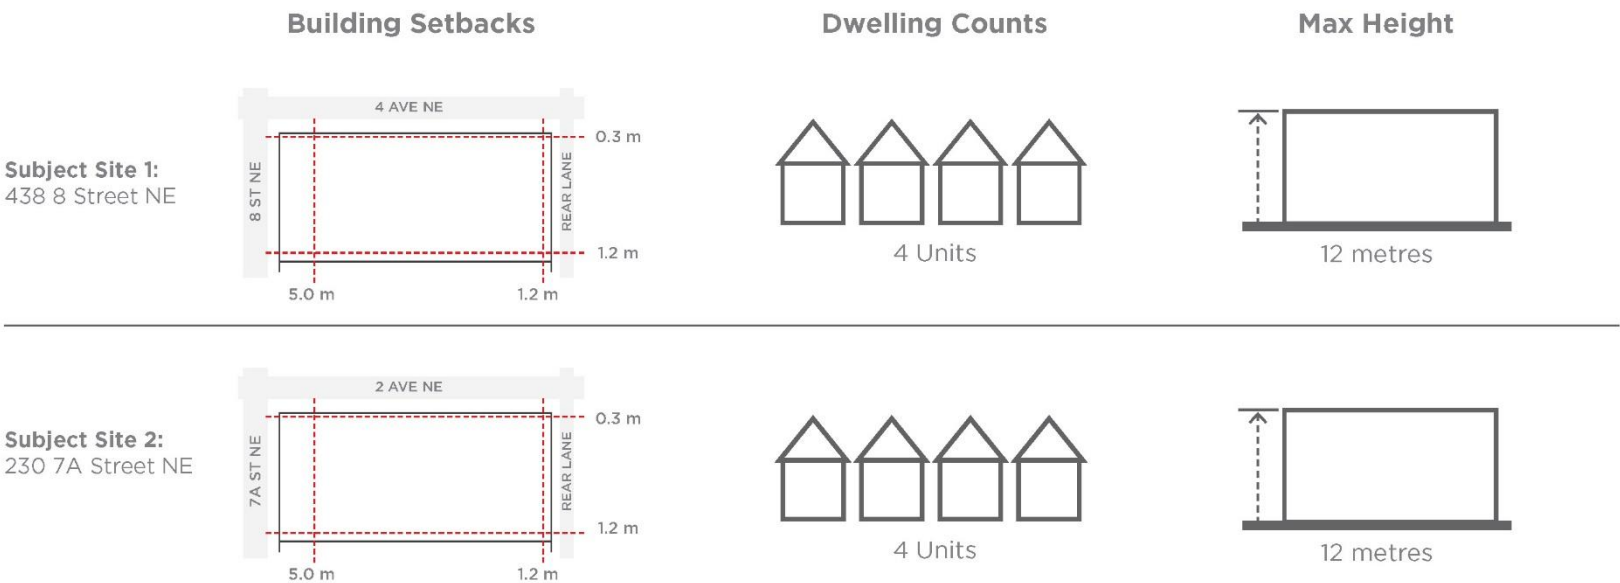 Building Setbacks
Dwelling Counts
Max Height
Subject Site 1:
438 8 Street NE
4 AVE NE
8 ST NE
REAR LANE
0.3 m
1.2 m
5.0 m
1.2 m
4 Units
12 metres
Subject Site 2:
230 7A Street NE
2 AVE NE
7A ST NE
REAR LANE
0.3 m
1.2 m
5.0 m
1.2 m
4 Units
12 metres